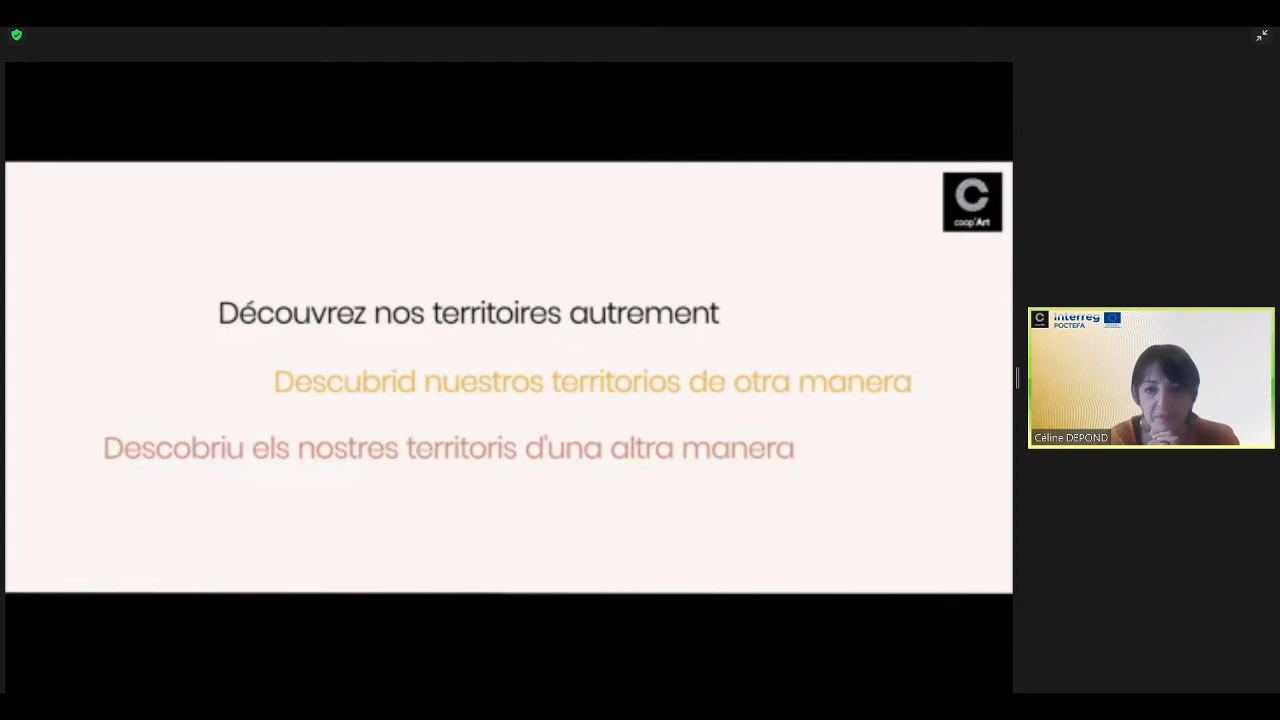 C
coop'Art
Découvrez nos territoires autrement
Descubrid nuestros territorios de otra manera
Descobriu els nostres territoris d'una altra manera
C
Interreg
POCTEFA
Céline DEPOND